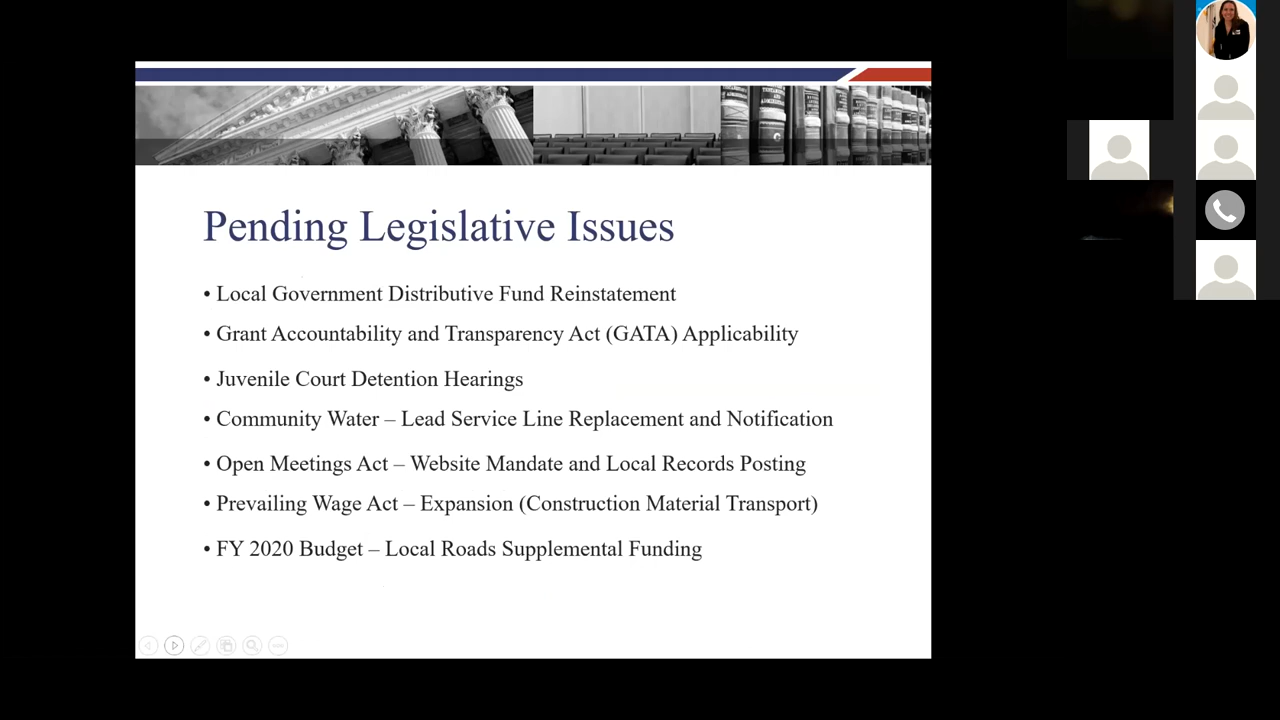 Pending Legislative Issues
• Local Government Distributive Fund Reinstatement
• Grant Accountability and Transparency Act (GATA) Applicability
• Juvenile Court Detention Hearings
• Community Water – Lead Service Line Replacement and Notification
• Open Meetings Act – Website Mandate and Local Records Posting
• Prevailing Wage Act – Expansion (Construction Material Transport)
• FY 2020 Budget – Local Roads Supplemental Funding